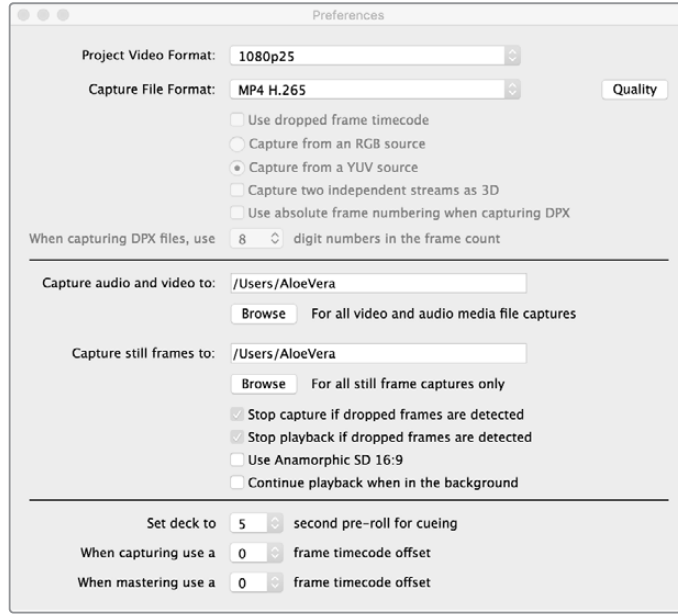 Preferences
Project Video Format: 1080p25
Capture File Format: MP4 H.265 Quality
Use dropped frame timecode
Capture from an RGB source
Capture from a YUV source
Capture two independent streams as 3D
Use absolute frame numbering when capturing DPX
When capturing DPX files, use 8 digit numbers in the frame count
Capture audio and video to: /Users/AloeVera
Browse For all video and audio media file captures
Capture still frames to: /Users/AloeVera
Browse For all still frame captures only
Stop capture if dropped frames are detected
Stop playback if dropped frames are detected
Use Anamorphic SD 16:9
Continue playback when in the background
Set deck to 5 second pre-roll for cueing
When capturing use a 0 frame timecode offset
When mastering use a 0 frame timecode offset